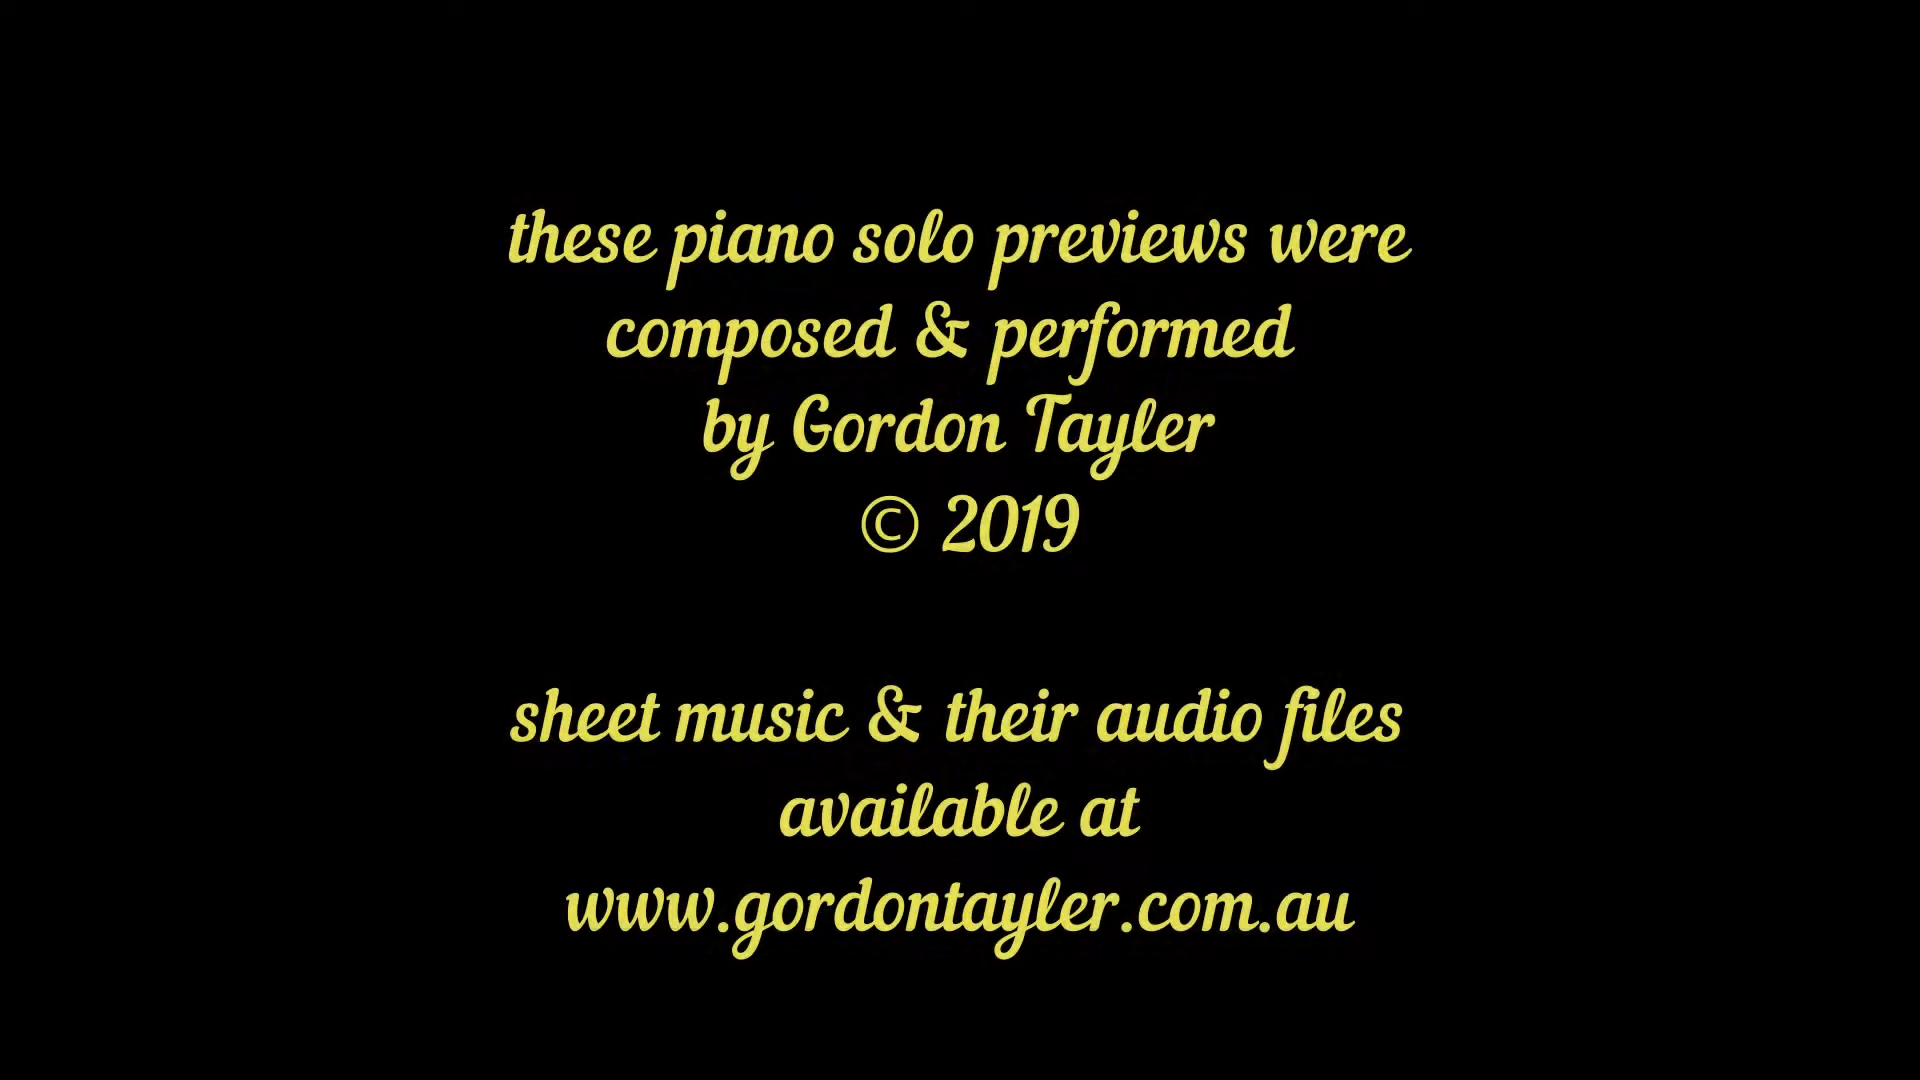 these piano solo previews were
composed & performed
by Gordon Tayler
© 2019
sheet music & their audio files
available at
www.gordontayler.com.au